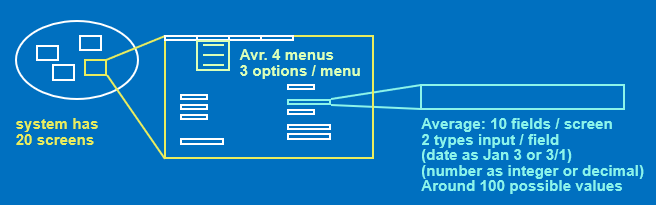 system has
20 screens
Avr. 4 menus
3 options / menu
Average: 10 fields / screen
2 types input / field
(date as Jan 3 or 3/1)
(number as integer or decimal)
Around 100 possible values